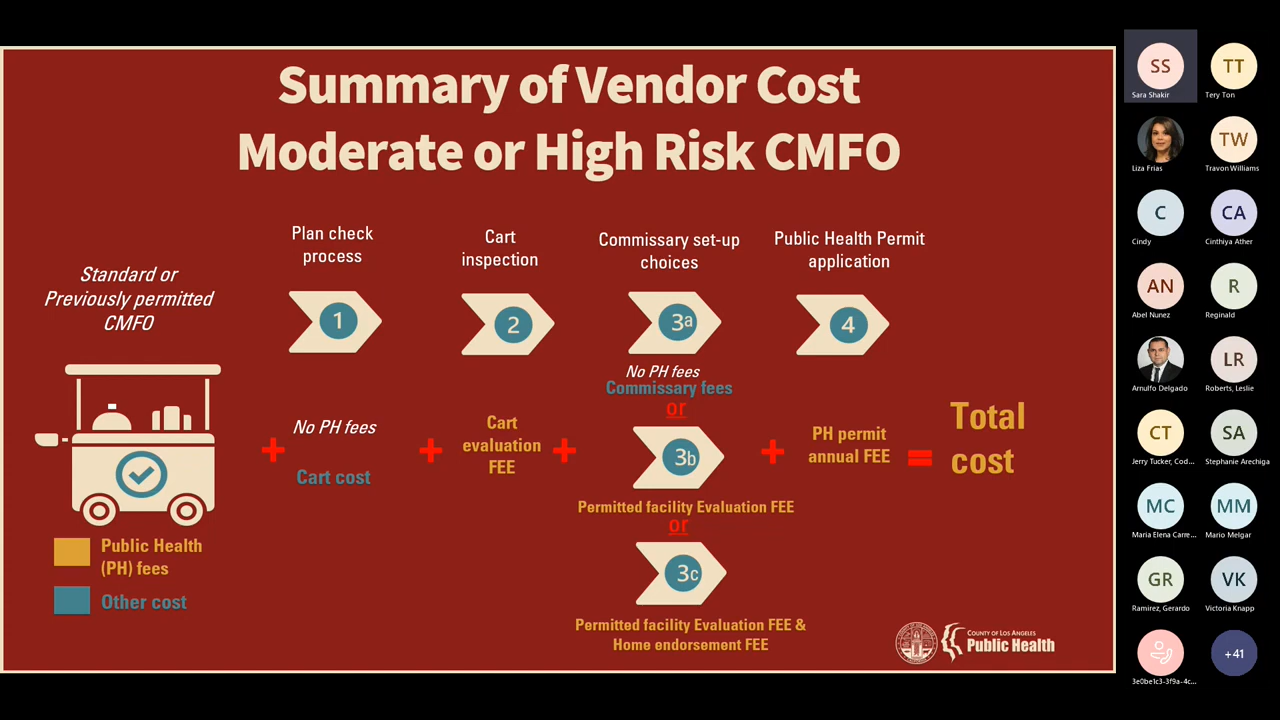 Summary of Vendor Cost
Moderate or High Risk CMFO
Standard or
Previously permitted
CMFO
Plan check
process
1
No PH fees
Cart cost
Cart
inspection
2
Cart
evaluation
FEE
Commissary set-up
choices
3a
No PH fees
Commissary fees
or
3b
Permitted facility Evaluation FEE
or
3c
Permitted facility Evaluation FEE &
Home endorsement FEE
Public Health Permit
application
4
PH permit
annual FEE
+
+
+
+
=
Total
cost
Public Health
(PH) fees
Other cost
County of Los Angeles
Public Health
SS
Sara Shakir
TT
Tery Ton
Liza Frias
TW
Travon Williams
C
Cindy
CA
Cinthiya Ather
AN
Abel Nunez
R
Reginald
Arnulfo Delgado
LR
Roberts, Leslie
CT
Jerry Tucker, Cod...
SA
Stephanie Arechiga
MC
Maria Elena Carre...
MM
Mario Melgar
GR
Ramirez, Gerardo
VK
Victoria Knapp
3e0be1c3-3f9a-4c...
+41